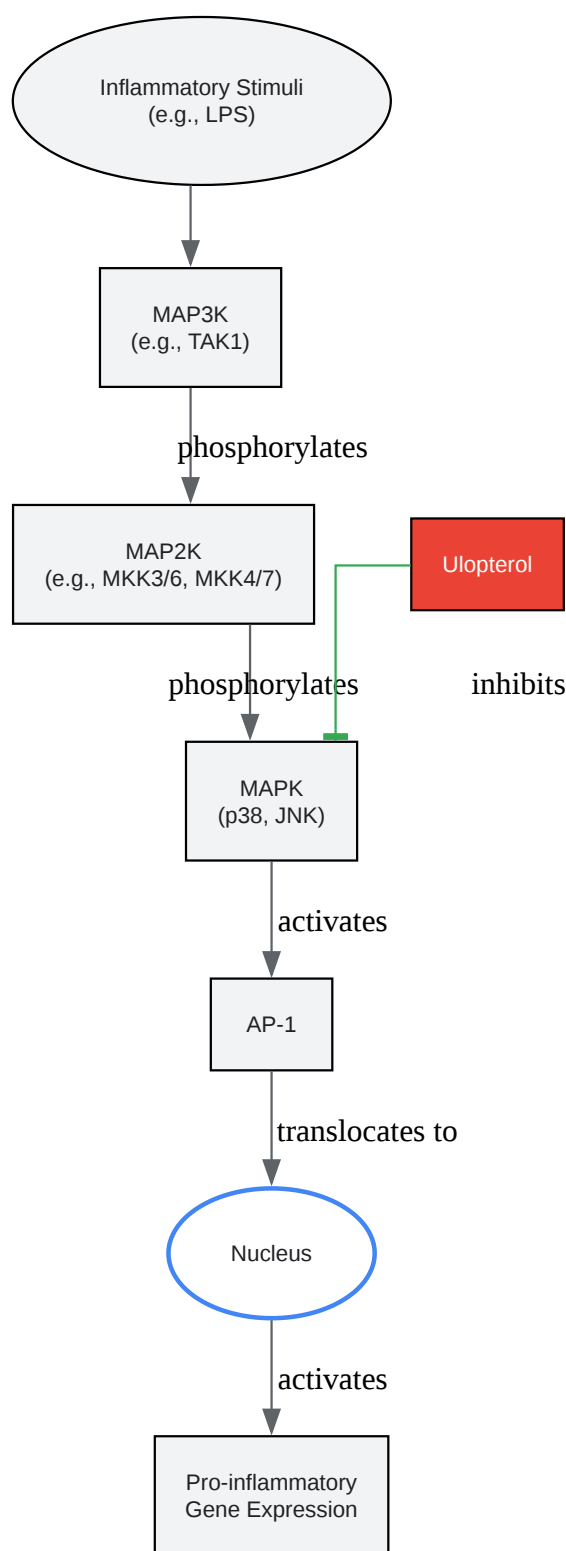 Inflammatory Stimuli
(e.g., LPS)
MAP3K
(e.g., TAK1)
phosphorylates
MAP2K
(e.g., MKK3/6, MKK4/7)
Ulopterol
phosphorylates
inhibits
MAPK
(p38, JNK)
activates
AP-1
translocates to
Nucleus
activates
Pro-inflammatory
Gene Expression